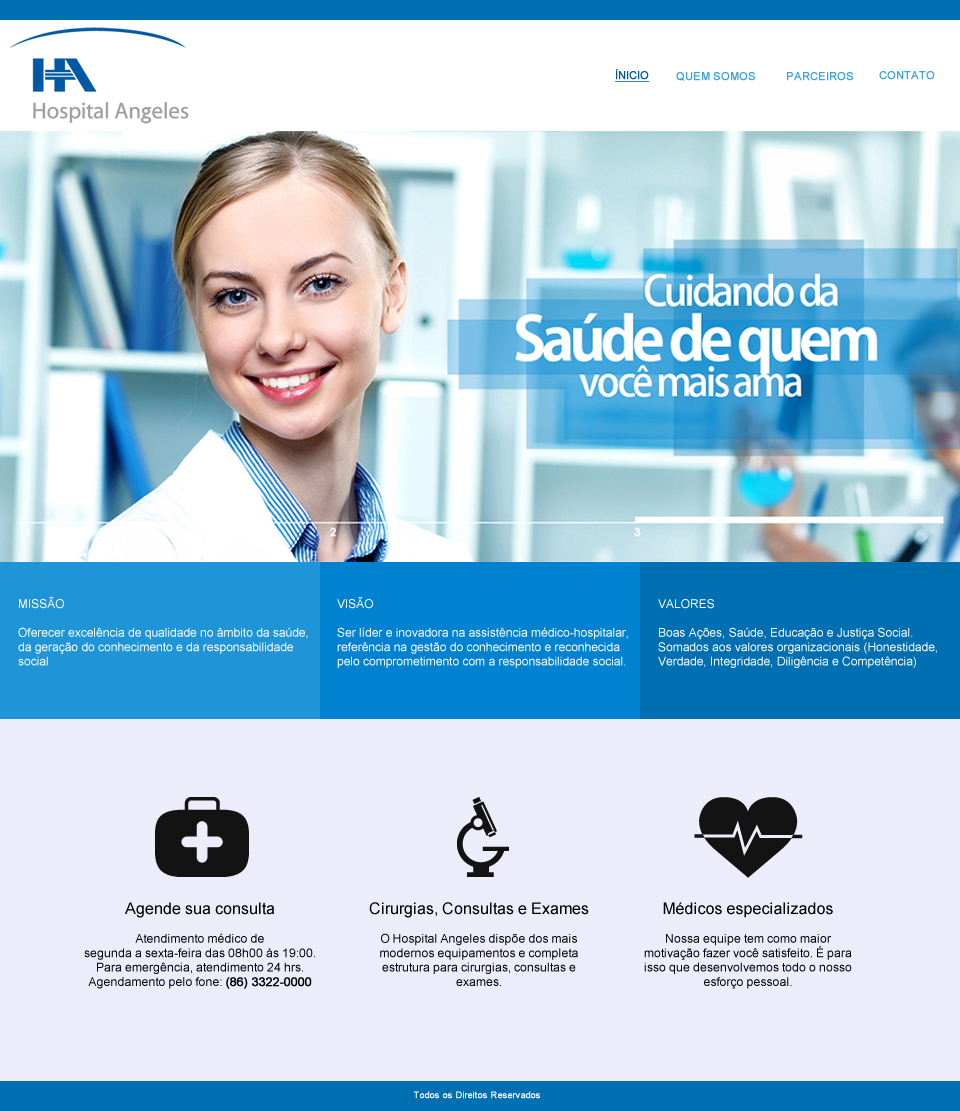 HA
Hospital Angeles
ÍNICIO QUEM SOMOS PARCEIROS CONTATO
Cuidando da
Saúde de quem
você mais ama
1 2 3
MISSÃO
Oferecer excelência de qualidade no âmbito da saúde,
da geração do conhecimento e da responsabilidade
social
VISÃO
Ser líder e inovadora na assistência médico-hospitalar,
referência na gestão do conhecimento e reconhecida
pelo comprometimento com a responsabilidade social.
VALORES
Boas Ações, Saúde, Educação e Justiça Social.
Somados aos valores organizacionais (Honestidade,
Verdade, Integridade, Diligência e Competência)
Agende sua consulta
Atendimento médico de
segunda a sexta-feira das 08h00 às 19:00.
Para emergência, atendimento 24 hrs.
Agendamento pelo fone: (86) 3322-0000
Cirurgias, Consultas e Exames
O Hospital Angeles dispõe dos mais
modernos equipamentos e completa
estrutura para cirurgias, consultas e
exames.
Médicos especializados
Nossa equipe tem como maior
motivação fazer você satisfeito. É para
isso que desenvolvemos todo o nosso
esforço pessoal.
Todos os Direitos Reservados